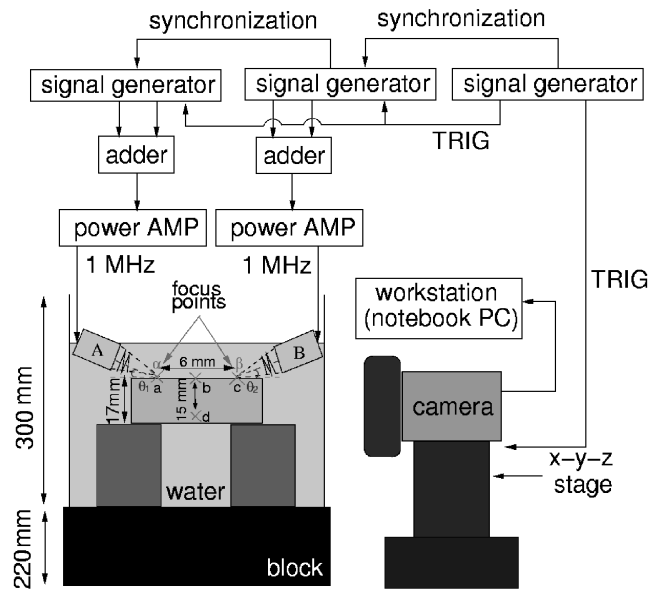 synchronization
synchronization
signal generator
signal generator
signal generator
TRIG
adder
adder
power AMP
power AMP
1 MHz
1 MHz
TRIG
focus
points
workstation
(notebook PC)
A
B
α
β
6 mm
θ1
a
b
c
θ2
17mm
15 mm
d
camera
300 mm
x-y-z
stage
water
220mm
block